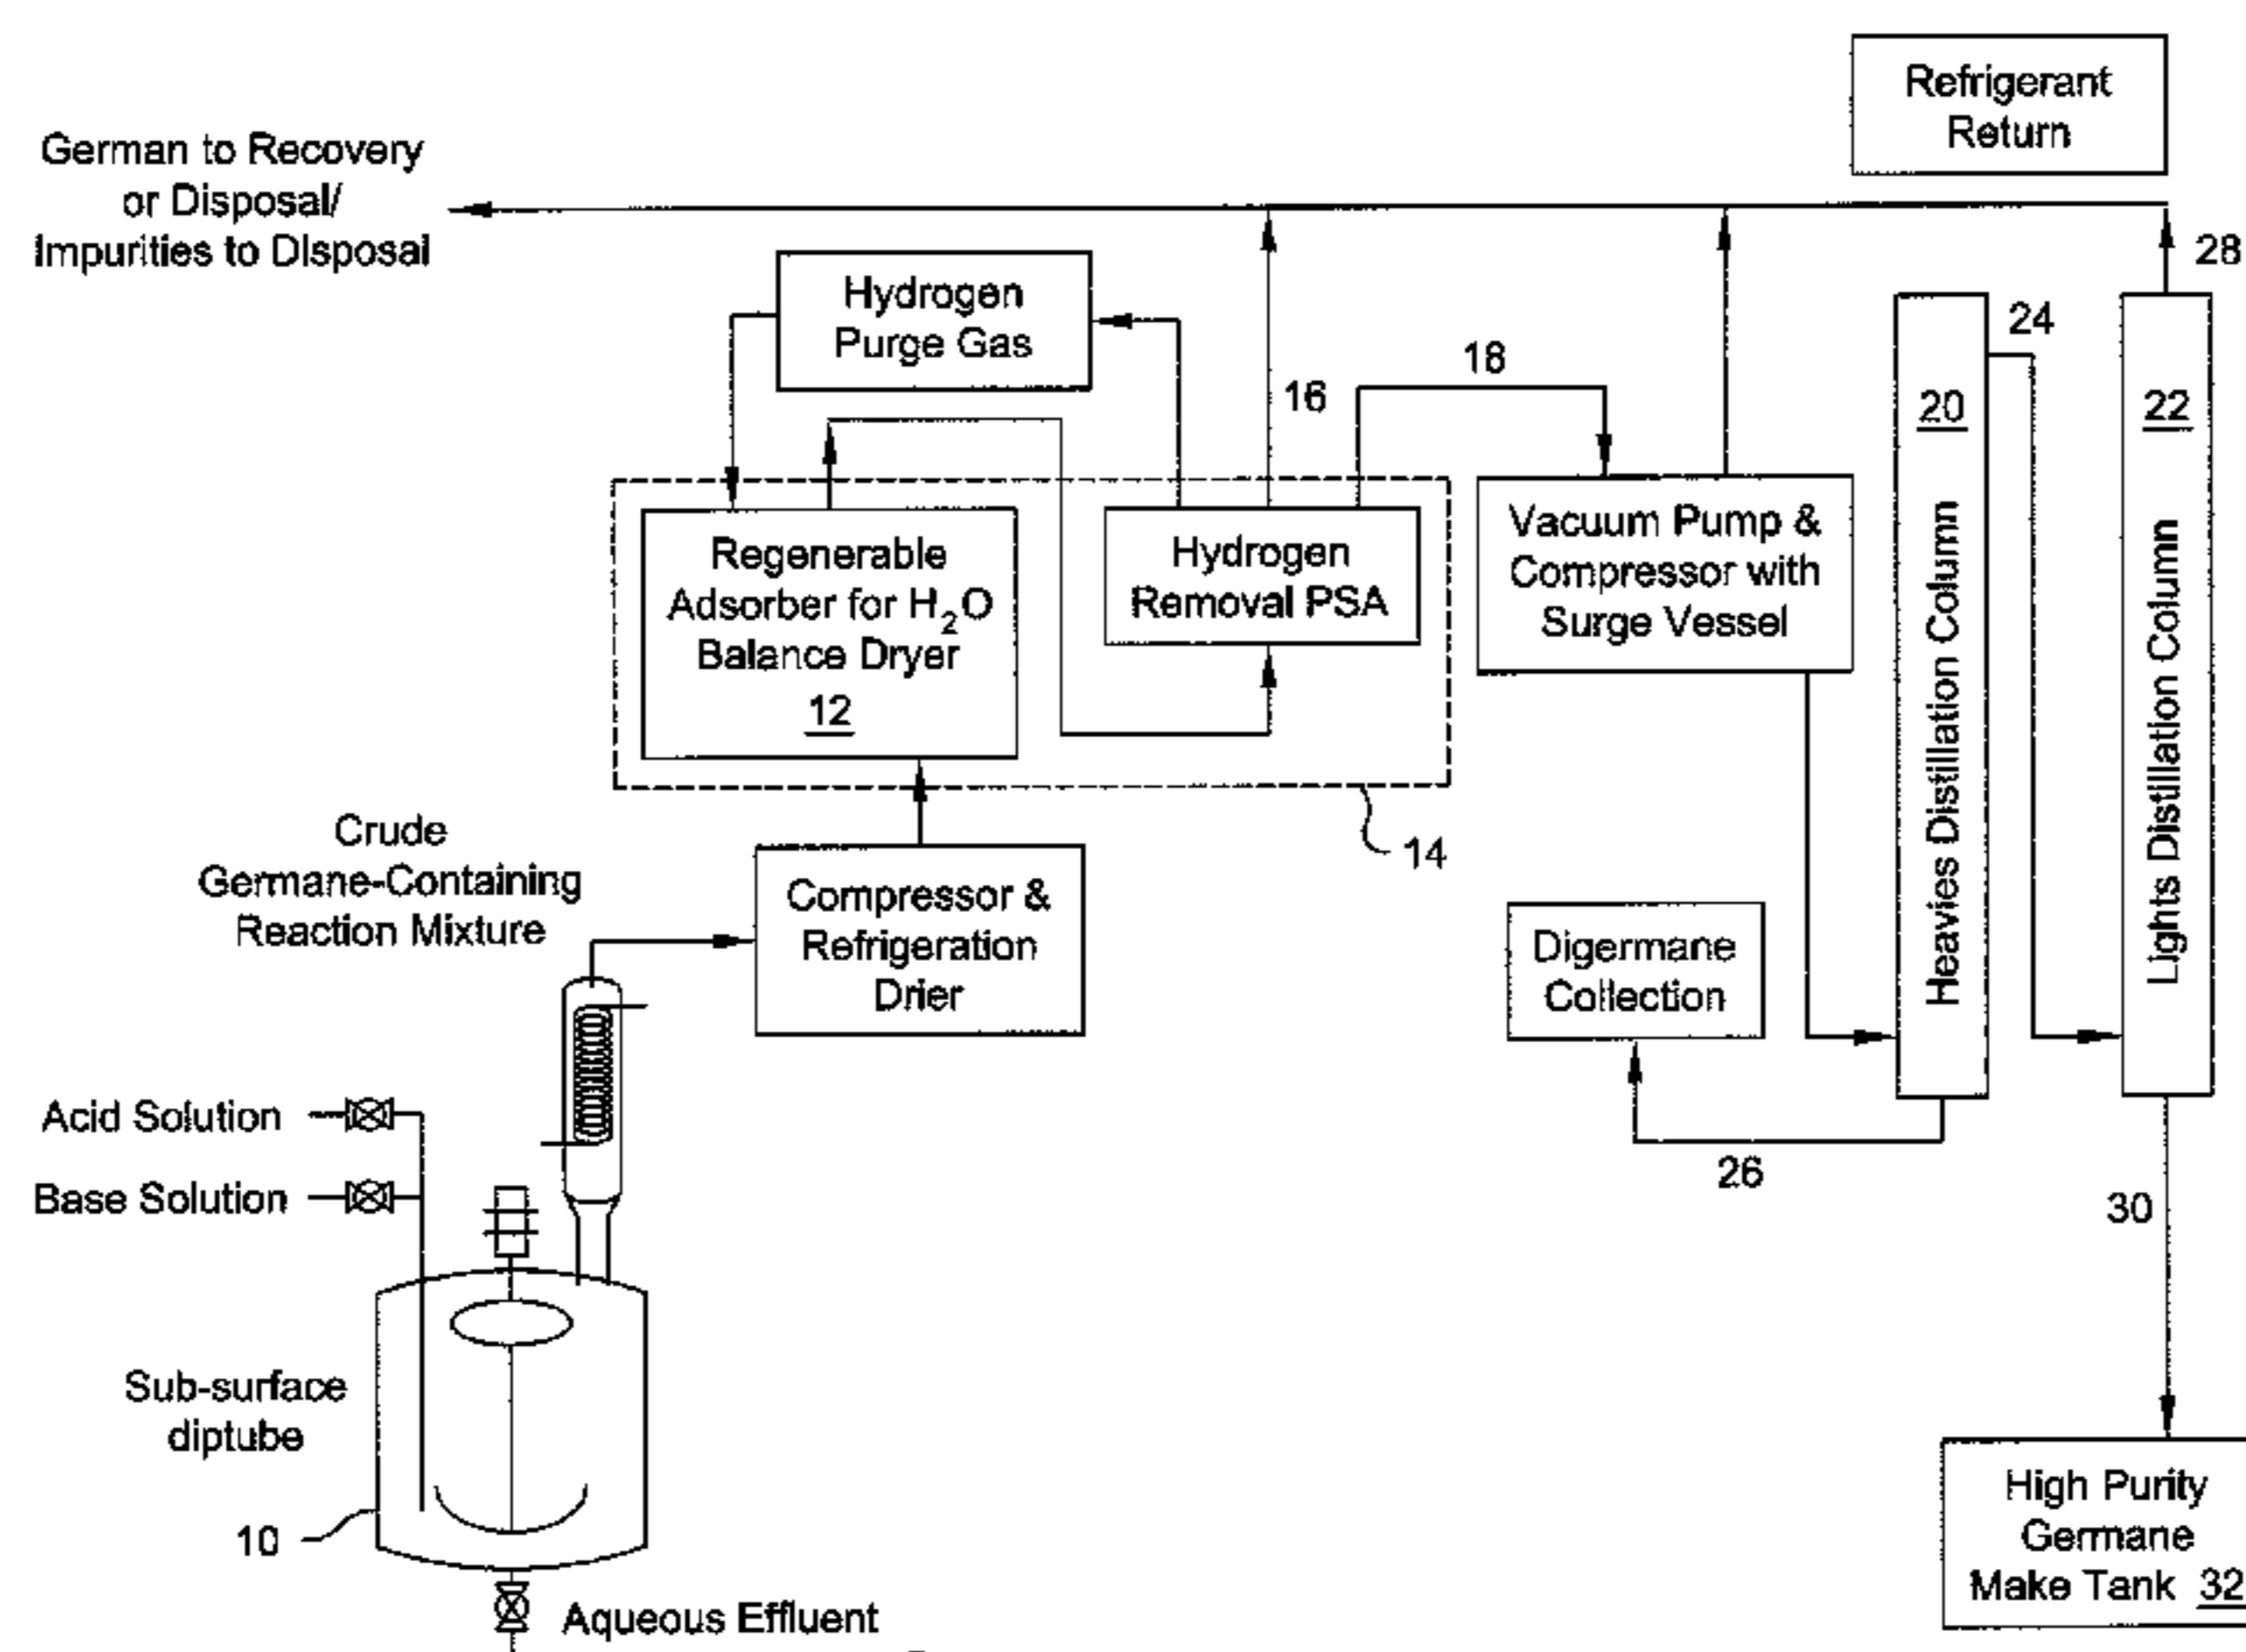 Refrigerant
Return
German to Recovery
or Disposal/
Impurities to Disposal
28
Hydrogen
Purge Gas
24
18
16
20
22
Regenerable
Adsorber for H₂O
Balance Dryer
12
Hydrogen
Removal PSA
Vacuum Pump &
Compressor with
Surge Vessel
Heavies Distillation Column
Lights Distillation Column
14
Crude
Germane-Containing
Reaction Mixture
Compressor &
Refrigeration
Drier
Digermane
Collection
Acid Solution
Base Solution
26
30
Sub-surface
diptube
10
High Purity
Germane
Make Tank 32
Aqueous Effluent